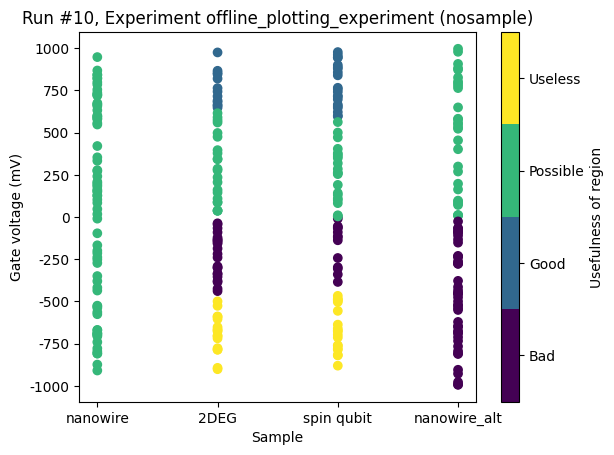 Run #10, Experiment offline_plotting_experiment (nosample)
1000
750
500
250
0
-250
-500
-750
-1000
Gate voltage (mV)
nanowire
2DEG
spin qubit
nanowire_alt
Sample
Useless
Possible
Good
Bad
Usefulness of region